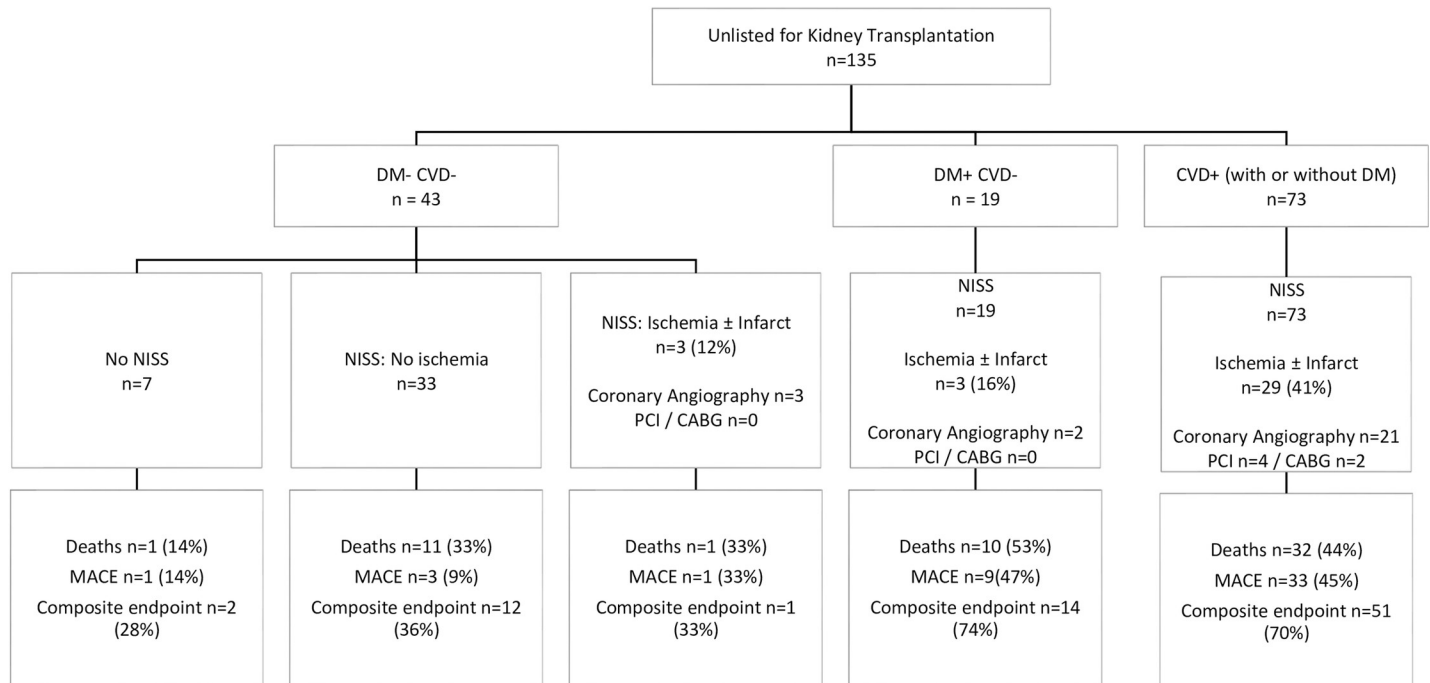 Unlisted for Kidney Transplantation
n=135
DM- CVD-
n = 43
DM+ CVD-
n = 19
CVD+ (with or without DM)
n=73
No NISS
n=7
NISS: No ischemia
n=33
NISS: Ischemia ± Infarct
n=3 (12%)
Coronary Angiography n=3
PCI / CABG n=0
NISS
n=19
Ischemia ± Infarct
n=3 (16%)
Coronary Angiography n=2
PCI / CABG n=0
NISS
n=73
Ischemia ± Infarct
n=29 (41%)
Coronary Angiography n=21
PCI n=4 / CABG n=2
Deaths n=1 (14%)
MACE n=1 (14%)
Composite endpoint n=2
(28%)
Deaths n=11 (33%)
MACE n=3 (9%)
Composite endpoint n=12
(36%)
Deaths n=1 (33%)
MACE n=1 (33%)
Composite endpoint n=1
(33%)
Deaths n=10 (53%)
MACE n=9(47%)
Composite endpoint n=14
(74%)
Deaths n=32 (44%)
MACE n=33 (45%)
Composite endpoint n=51
(70%)